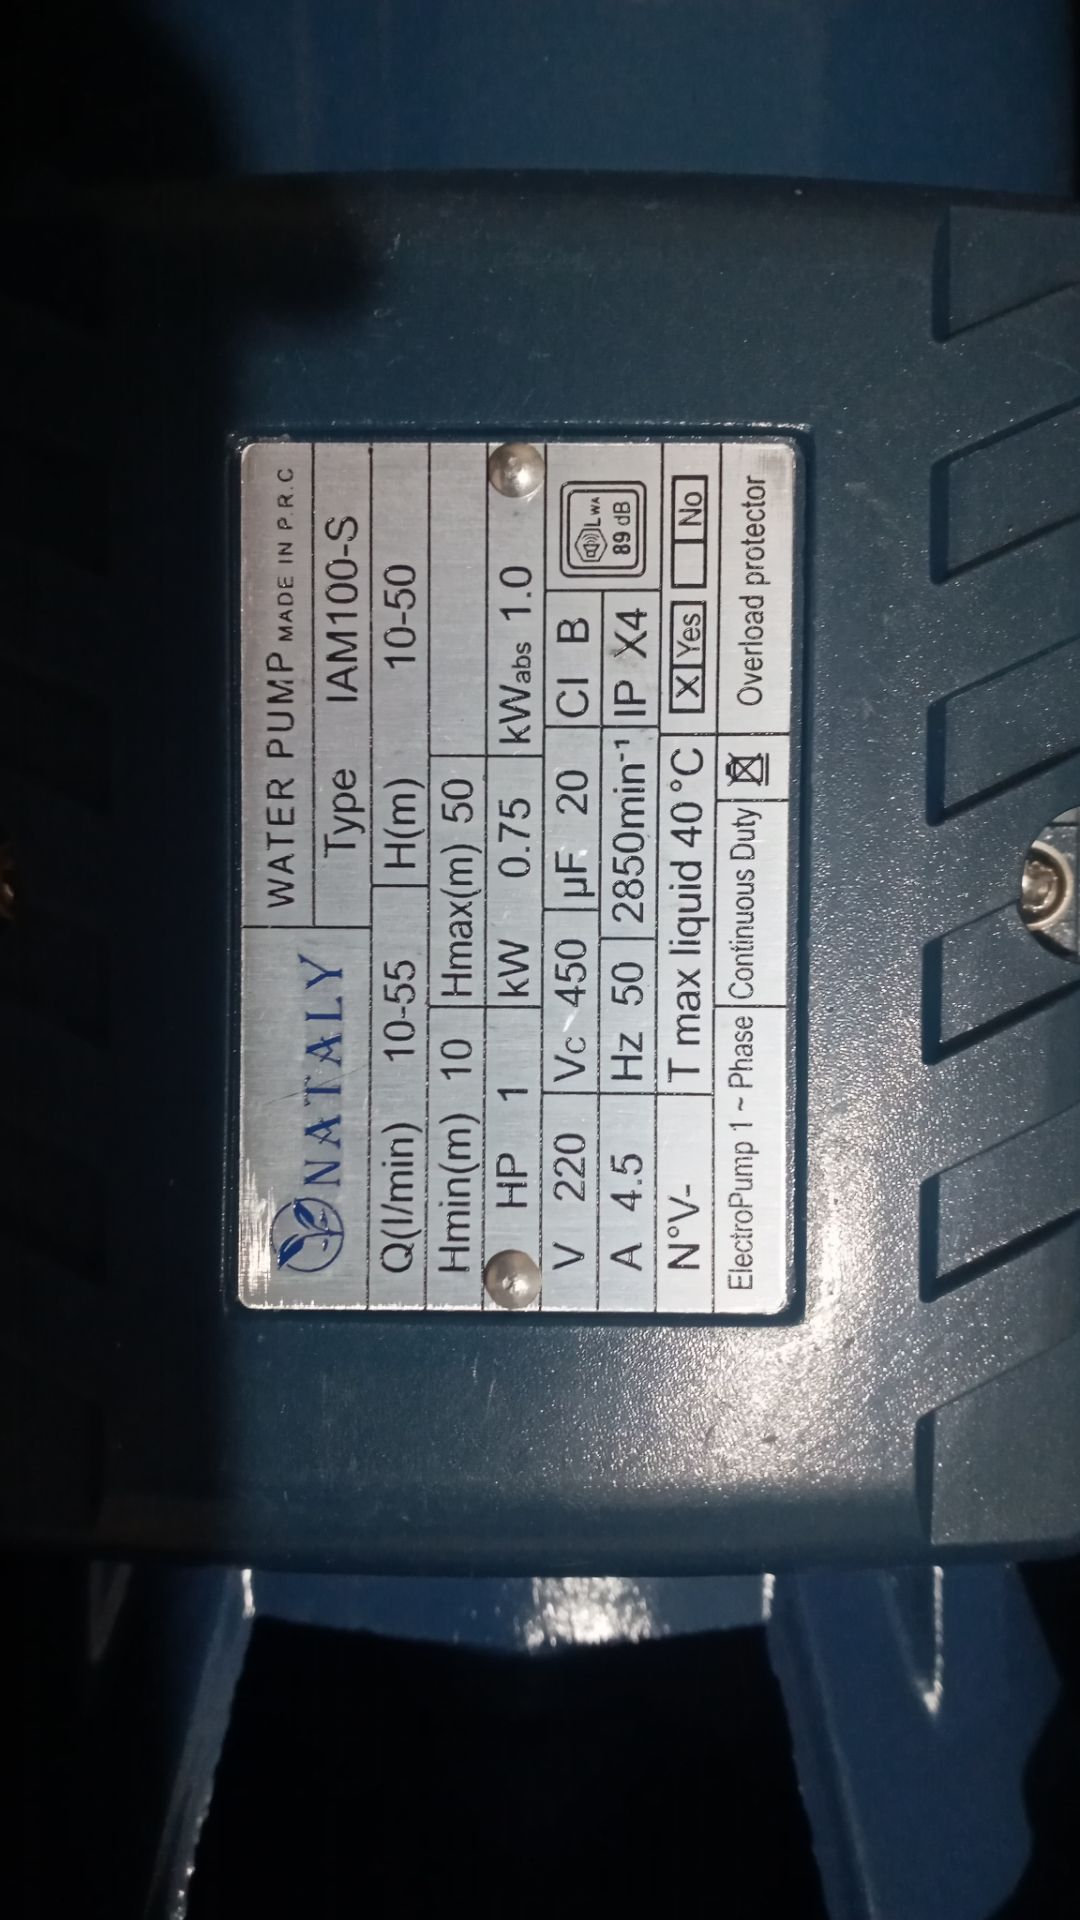 NATALY WATER PUMP MADE IN P.R.C
Type IAM100-S
Q(l/min) 10-55 H(m) 10-50
Hmin(m) 10 Hmax(m) 50
HP 1 kW 0.75 kWabs 1.0
V 220 Vc 450 µF 20 Cl B
LWA
89 dB
A 4.5 Hz 50 2850min-1 IP X4
N°V- T max liquid 40°C X Yes No
ElectroPump 1 ~ Phase Continuous Duty Overload protector